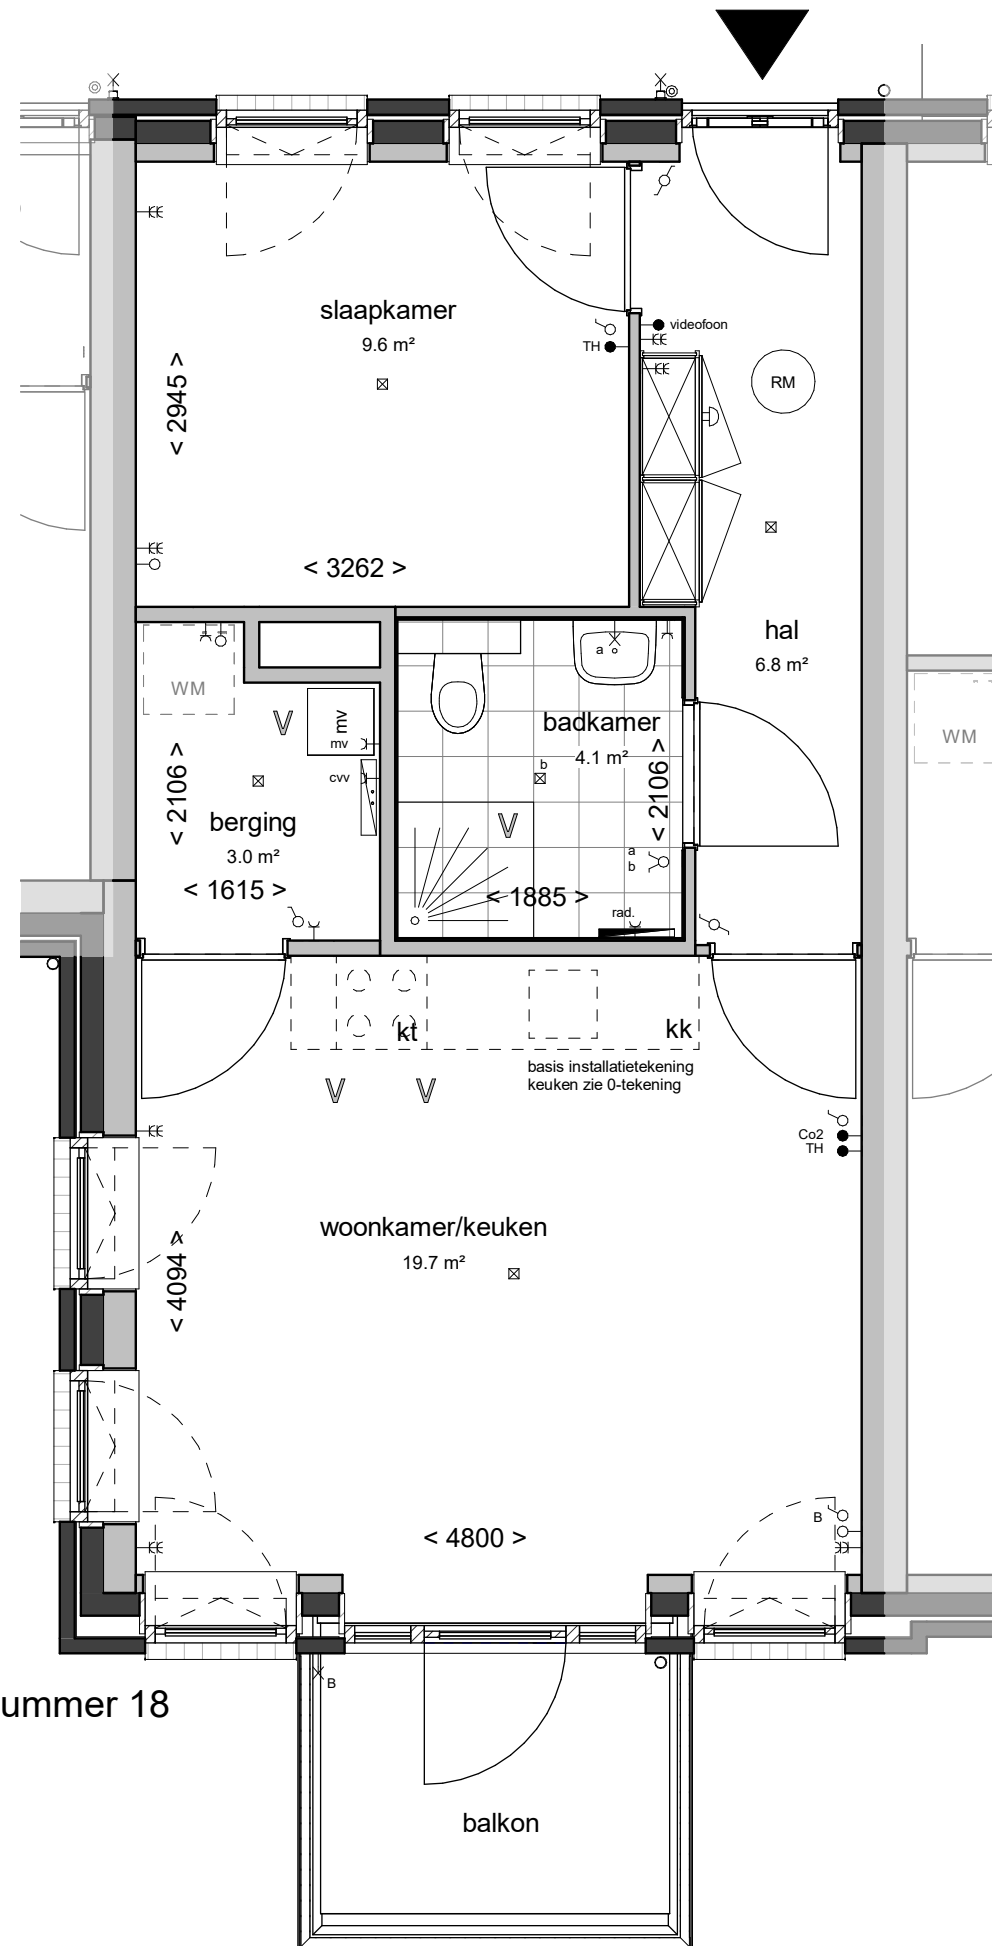 slaapkamer
9.6 m²
TH
videofoon
RM
< 2945 >
< 3262 >
hal
6.8 m²
WM
mv
mv
cvv
< 2106 >
berging
3.0 m²
< 1615 >
a
badkamer
4.1 m²
b
< 2106 >
a
b
< 1885 >
rad.
WM
kt
kk
basis installatietekening
keuken zie 0-tekening
Co2
TH
woonkamer/keuken
19.7 m²
< 4094 >
< 4800 >
B
B
ummer 18
balkon